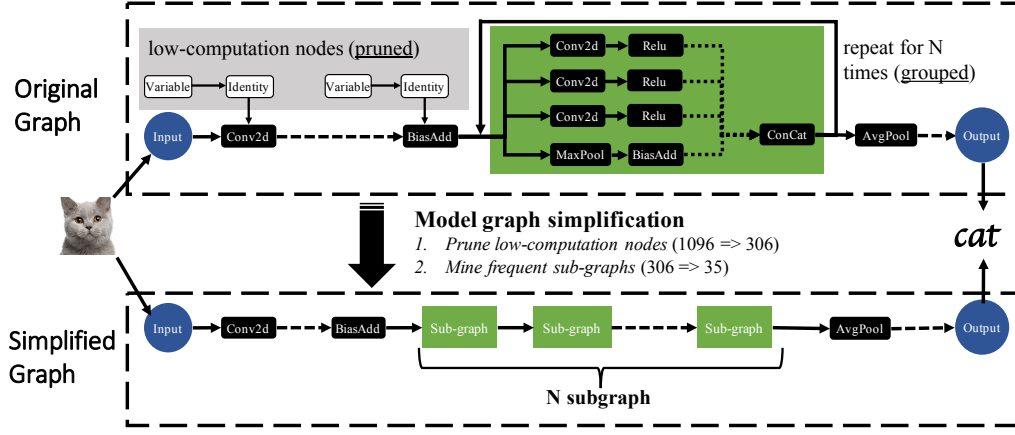 Original
Graph
low-computation nodes (pruned)
Variable
Identity
Variable
Identity
Input
Conv2d
BiasAdd
Conv2d
Relu
Conv2d
Relu
Conv2d
Relu
MaxPool
BiasAdd
ConCat
repeat for N
times (grouped)
AvgPool
Output
Model graph simplification
1. Prune low-computation nodes (1096 => 306)
2. Mine frequent sub-graphs (306 => 35)
cat
Simplified
Graph
Input
Conv2d
BiasAdd
Sub-graph
Sub-graph
Sub-graph
AvgPool
Output
N subgraph